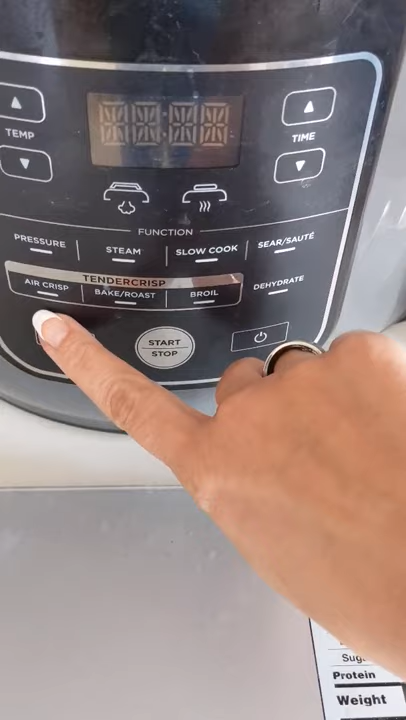 TEMP
TIME
FUNCTION
PRESSURE
STEAM
SLOW COOK
SEAR/SAUTÉ
TENDERCRISP
AIR CRISP
BAKE/ROAST
BROIL
DEHYDRATE
START
STOP
Protein
Weight